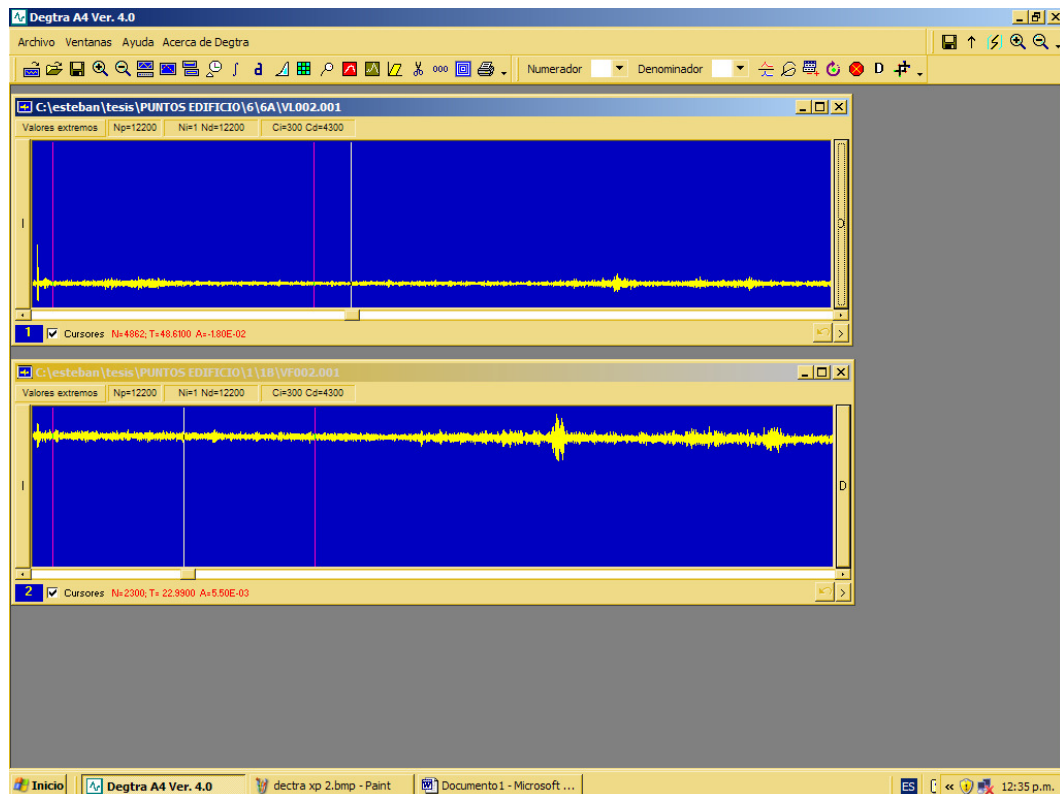 Degtra A4 Ver. 4.0
Archivo Ventanas Ayuda Acerca de Degtra
Numerador Denominador D
C:\esteban\tesis\PUNTOS EDIFICIO\6\6A\VL002.001
Valores extremos Np=12200 Ni=1 Nd=12200 Ci=300 Cd=4300
I D
1 Cursores N=4862; T=48.6100 A=-1.80E-02
C:\esteban\tesis\PUNTOS EDIFICIO\1\1B\VF002.001
Valores extremos Np=12200 Ni=1 Nd=12200 Ci=300 Cd=4300
I D
2 Cursores N=2300; T= 22.9900 A=5.50E-03
Inicio Degtra A4 Ver. 4.0 dectra xp 2.bmp - Paint Documento1 - Microsoft ... ES « 12:35 p.m.